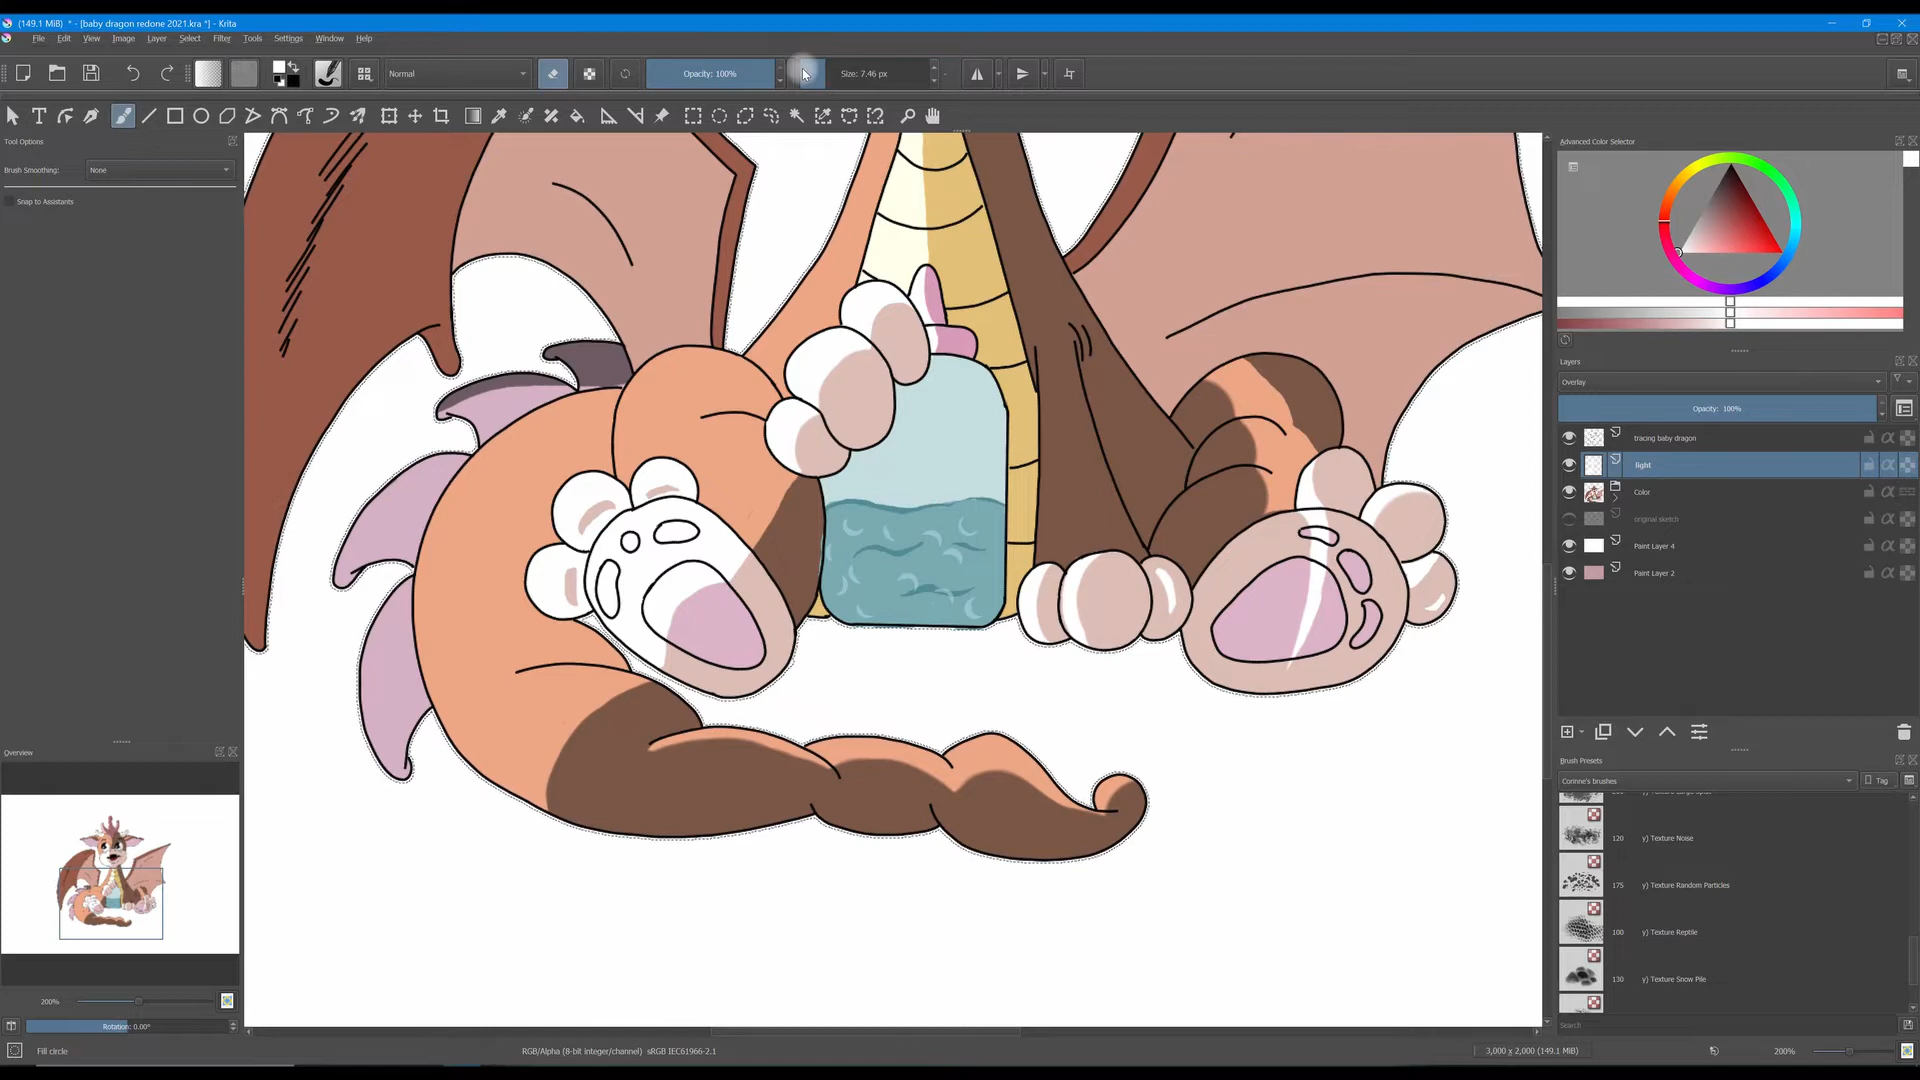 (149.1 MiB) * - [baby dragon redone 2021.kra *] - Krita
File Edit View Image Layer Select Filter Tools Settings Window Help
Normal
Opacity: 100%
Size: 7.46 px
Tool Options
Brush Smoothing: None
Snap to Assistants
Overview
200%
Rotation: 0.00°
Advanced Color Selector
Layers
Overlay
Opacity: 100%
tracing baby dragon
light
Color
original sketch
Paint Layer 4
Paint Layer 2
Brush Presets
Corinne's brushes
Tag
120 y) Texture Noise
175 y) Texture Random Particles
100 y) Texture Reptile
130 y) Texture Snow Pile
Search
Fill circle
RGB/Alpha (8-bit integer/channel) sRGB IEC61966-2.1
3,000 x 2,000 (149.1 MiB)
200%